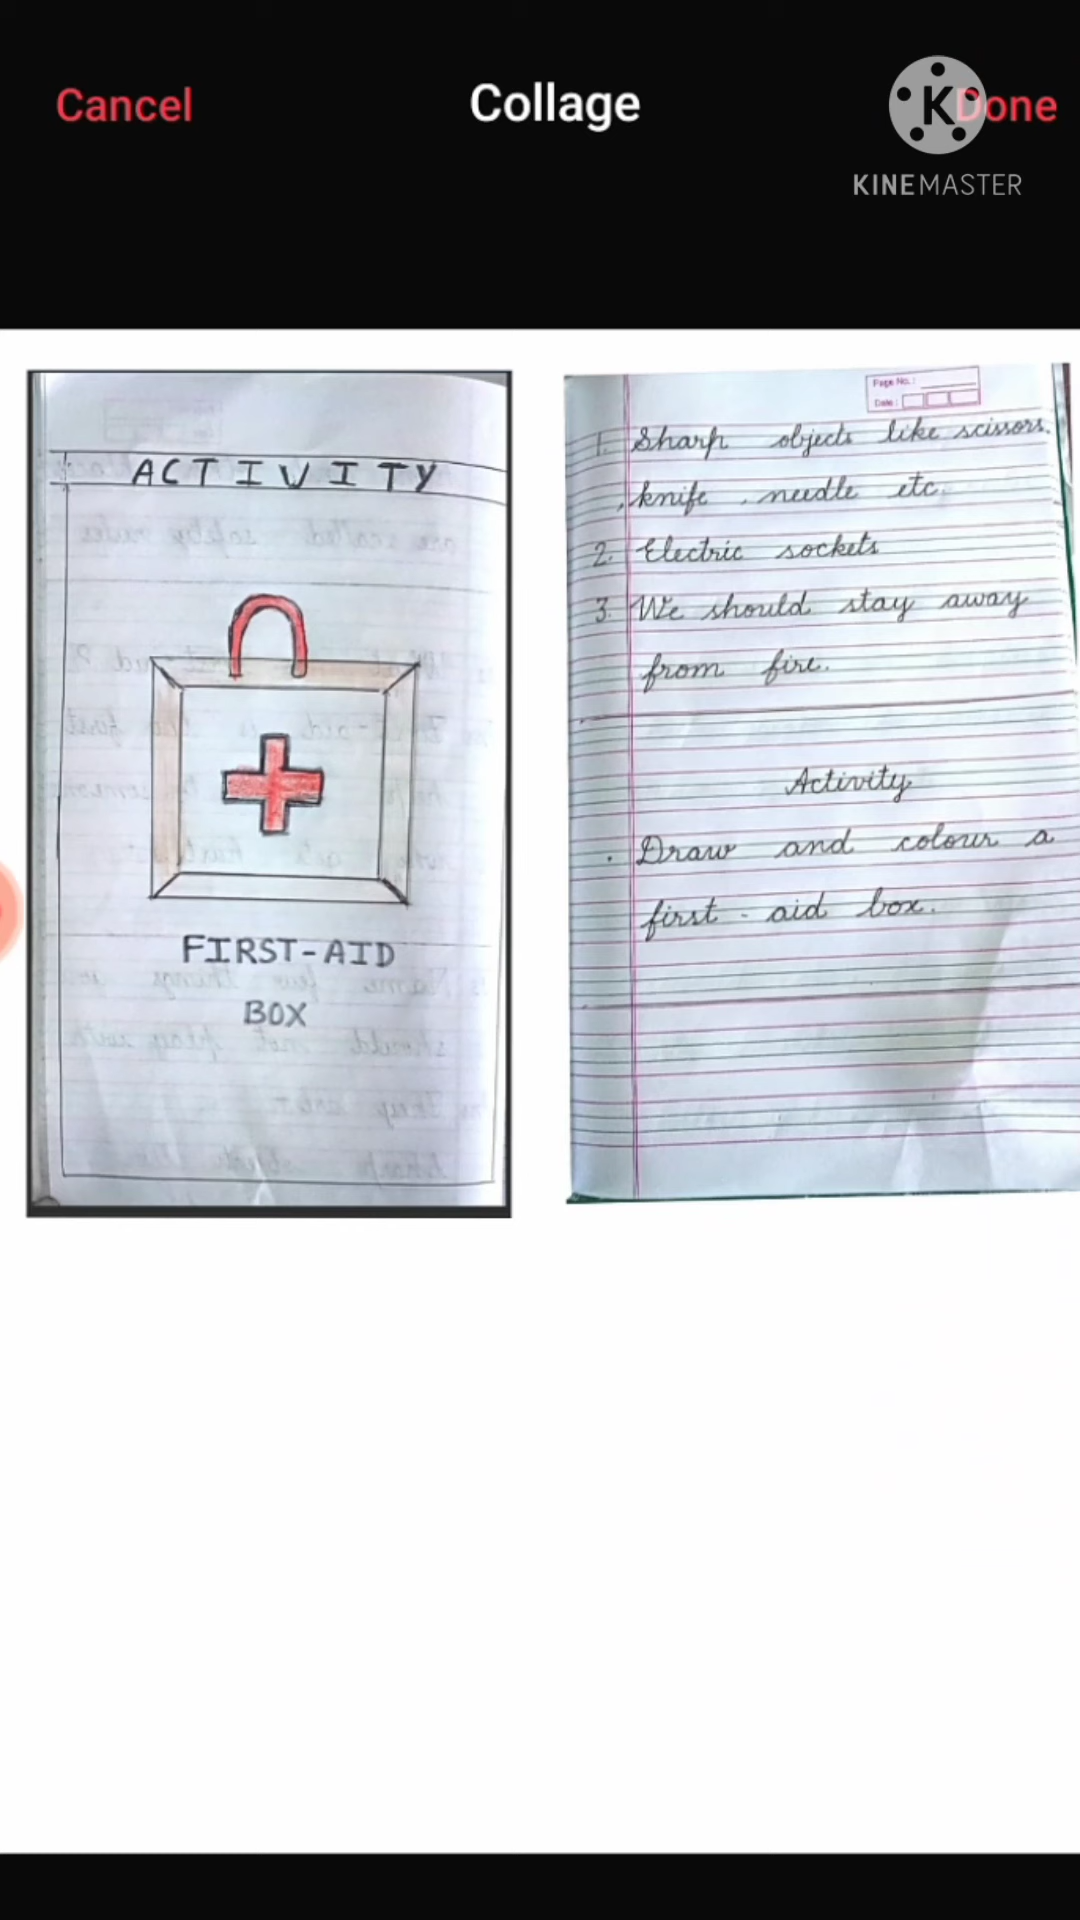 Cancel
Collage
Done
K
KINEMASTER
ACTIVITY
FIRST-AID
BOX
Page No.:
Date:
1. Sharp objects like scissors.
, knife , needle etc.
2. Electric sockets
3. We should stay away
from fire.
Activity
. Draw and colour a
first - aid box.